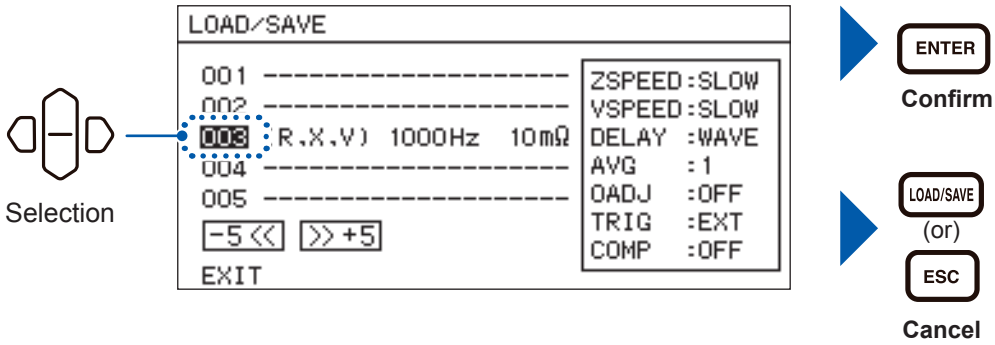 LOAD/SAVE
001 ----------------------
002 ----------------------
003 (R,X,V) 1000Hz 10mΩ
004 ----------------------
005 ----------------------
-5 << >> +5
EXIT
ZSPEED:SLOW
VSPEED:SLOW
DELAY :WAVE
AVG :1
OADJ :OFF
TRIG :EXT
COMP :OFF
Selection
ENTER
Confirm
LOAD/SAVE
(or)
ESC
Cancel